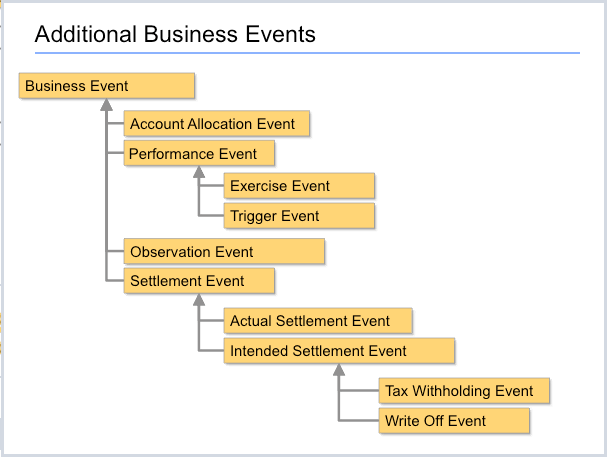 Additional Business Events
Business Event
Account Allocation Event
Performance Event
Exercise Event
Trigger Event
Observation Event
Settlement Event
Actual Settlement Event
Intended Settlement Event
Tax Withholding Event
Write Off Event